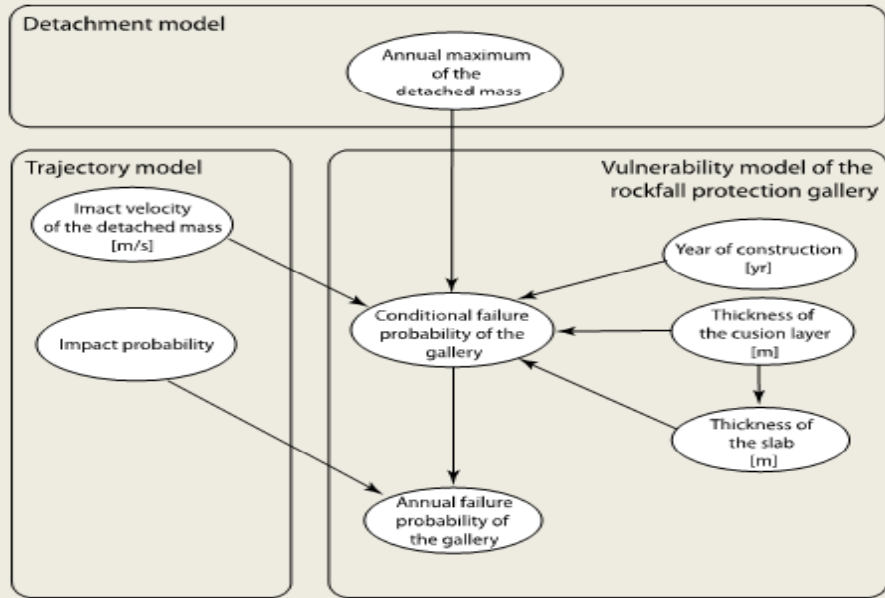 Detachment model
Annual maximum
of the
detached mass
Trajectory model
Imact velocity
of the detached mass
[m/s]
Impact probability
Vulnerability model of the
rockfall protection gallery
Year of construction
[yr]
Conditional failure
probability of the
gallery
Thickness of
the cusion layer
[m]
Thickness of
the slab
[m]
Annual failure
probability of
the gallery